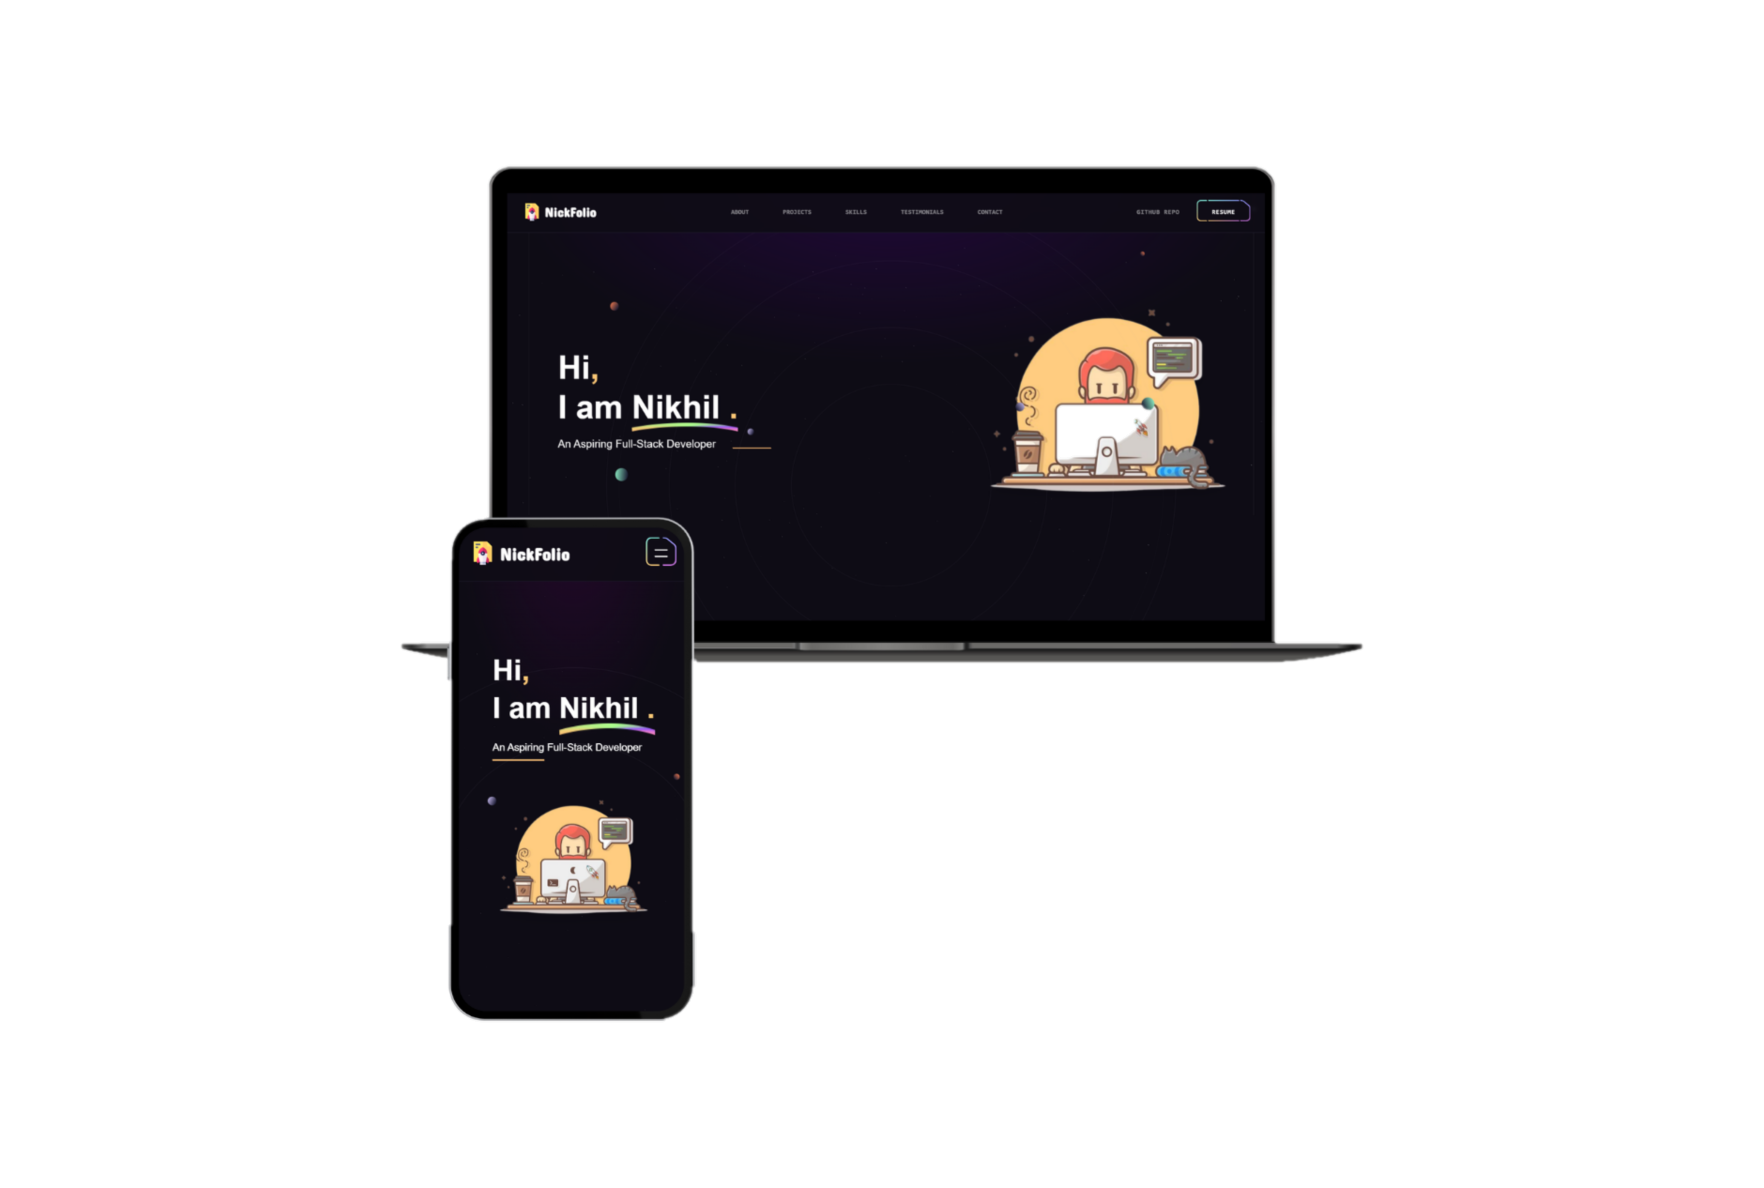 NickFolio
ABOUT PROJECTS SKILLS TESTIMONIALS CONTACT
GITHUB REPO RESUME
Hi,
I am Nikhil .
An Aspiring Full-Stack Developer
NickFolio
Hi,
I am Nikhil .
An Aspiring Full-Stack Developer